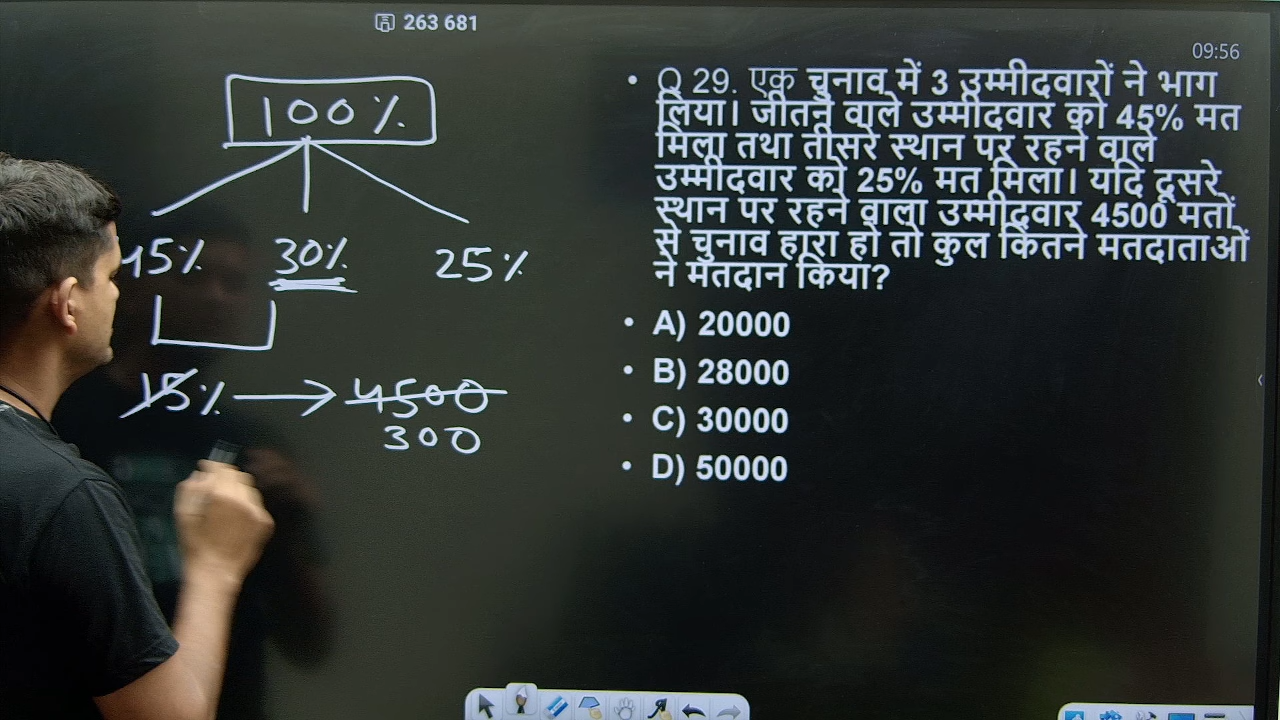 263 681
09:56
100%
45% 30% 25%
15% → 4500
300
• Q 29. एक चुनाव में 3 उम्मीदवारों ने भाग
लिया। जीतने वाले उम्मीदवार को 45% मत
मिला तथा तीसरे स्थान पर रहने वाले
उम्मीदवार को 25% मत मिला। यदि दूसरे
स्थान पर रहने वाला उम्मीदवार 4500 मतों
से चुनाव हारा हो तो कुल कितने मतदाताओं
ने मतदान किया?
• A) 20000
• B) 28000
• C) 30000
• D) 50000